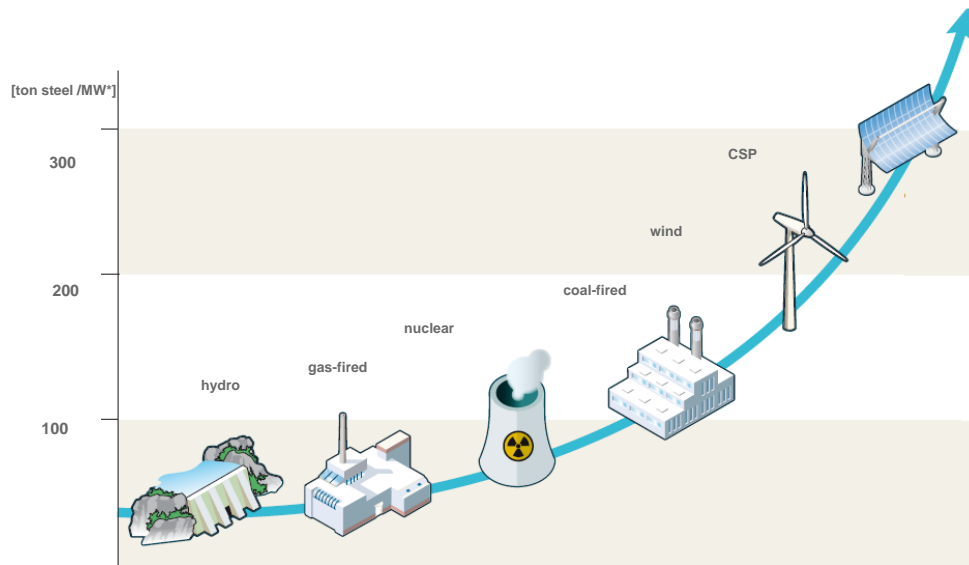 [ton steel /MW*]
300
CSP
wind
200
coal-fired
nuclear
gas-fired
hydro
100